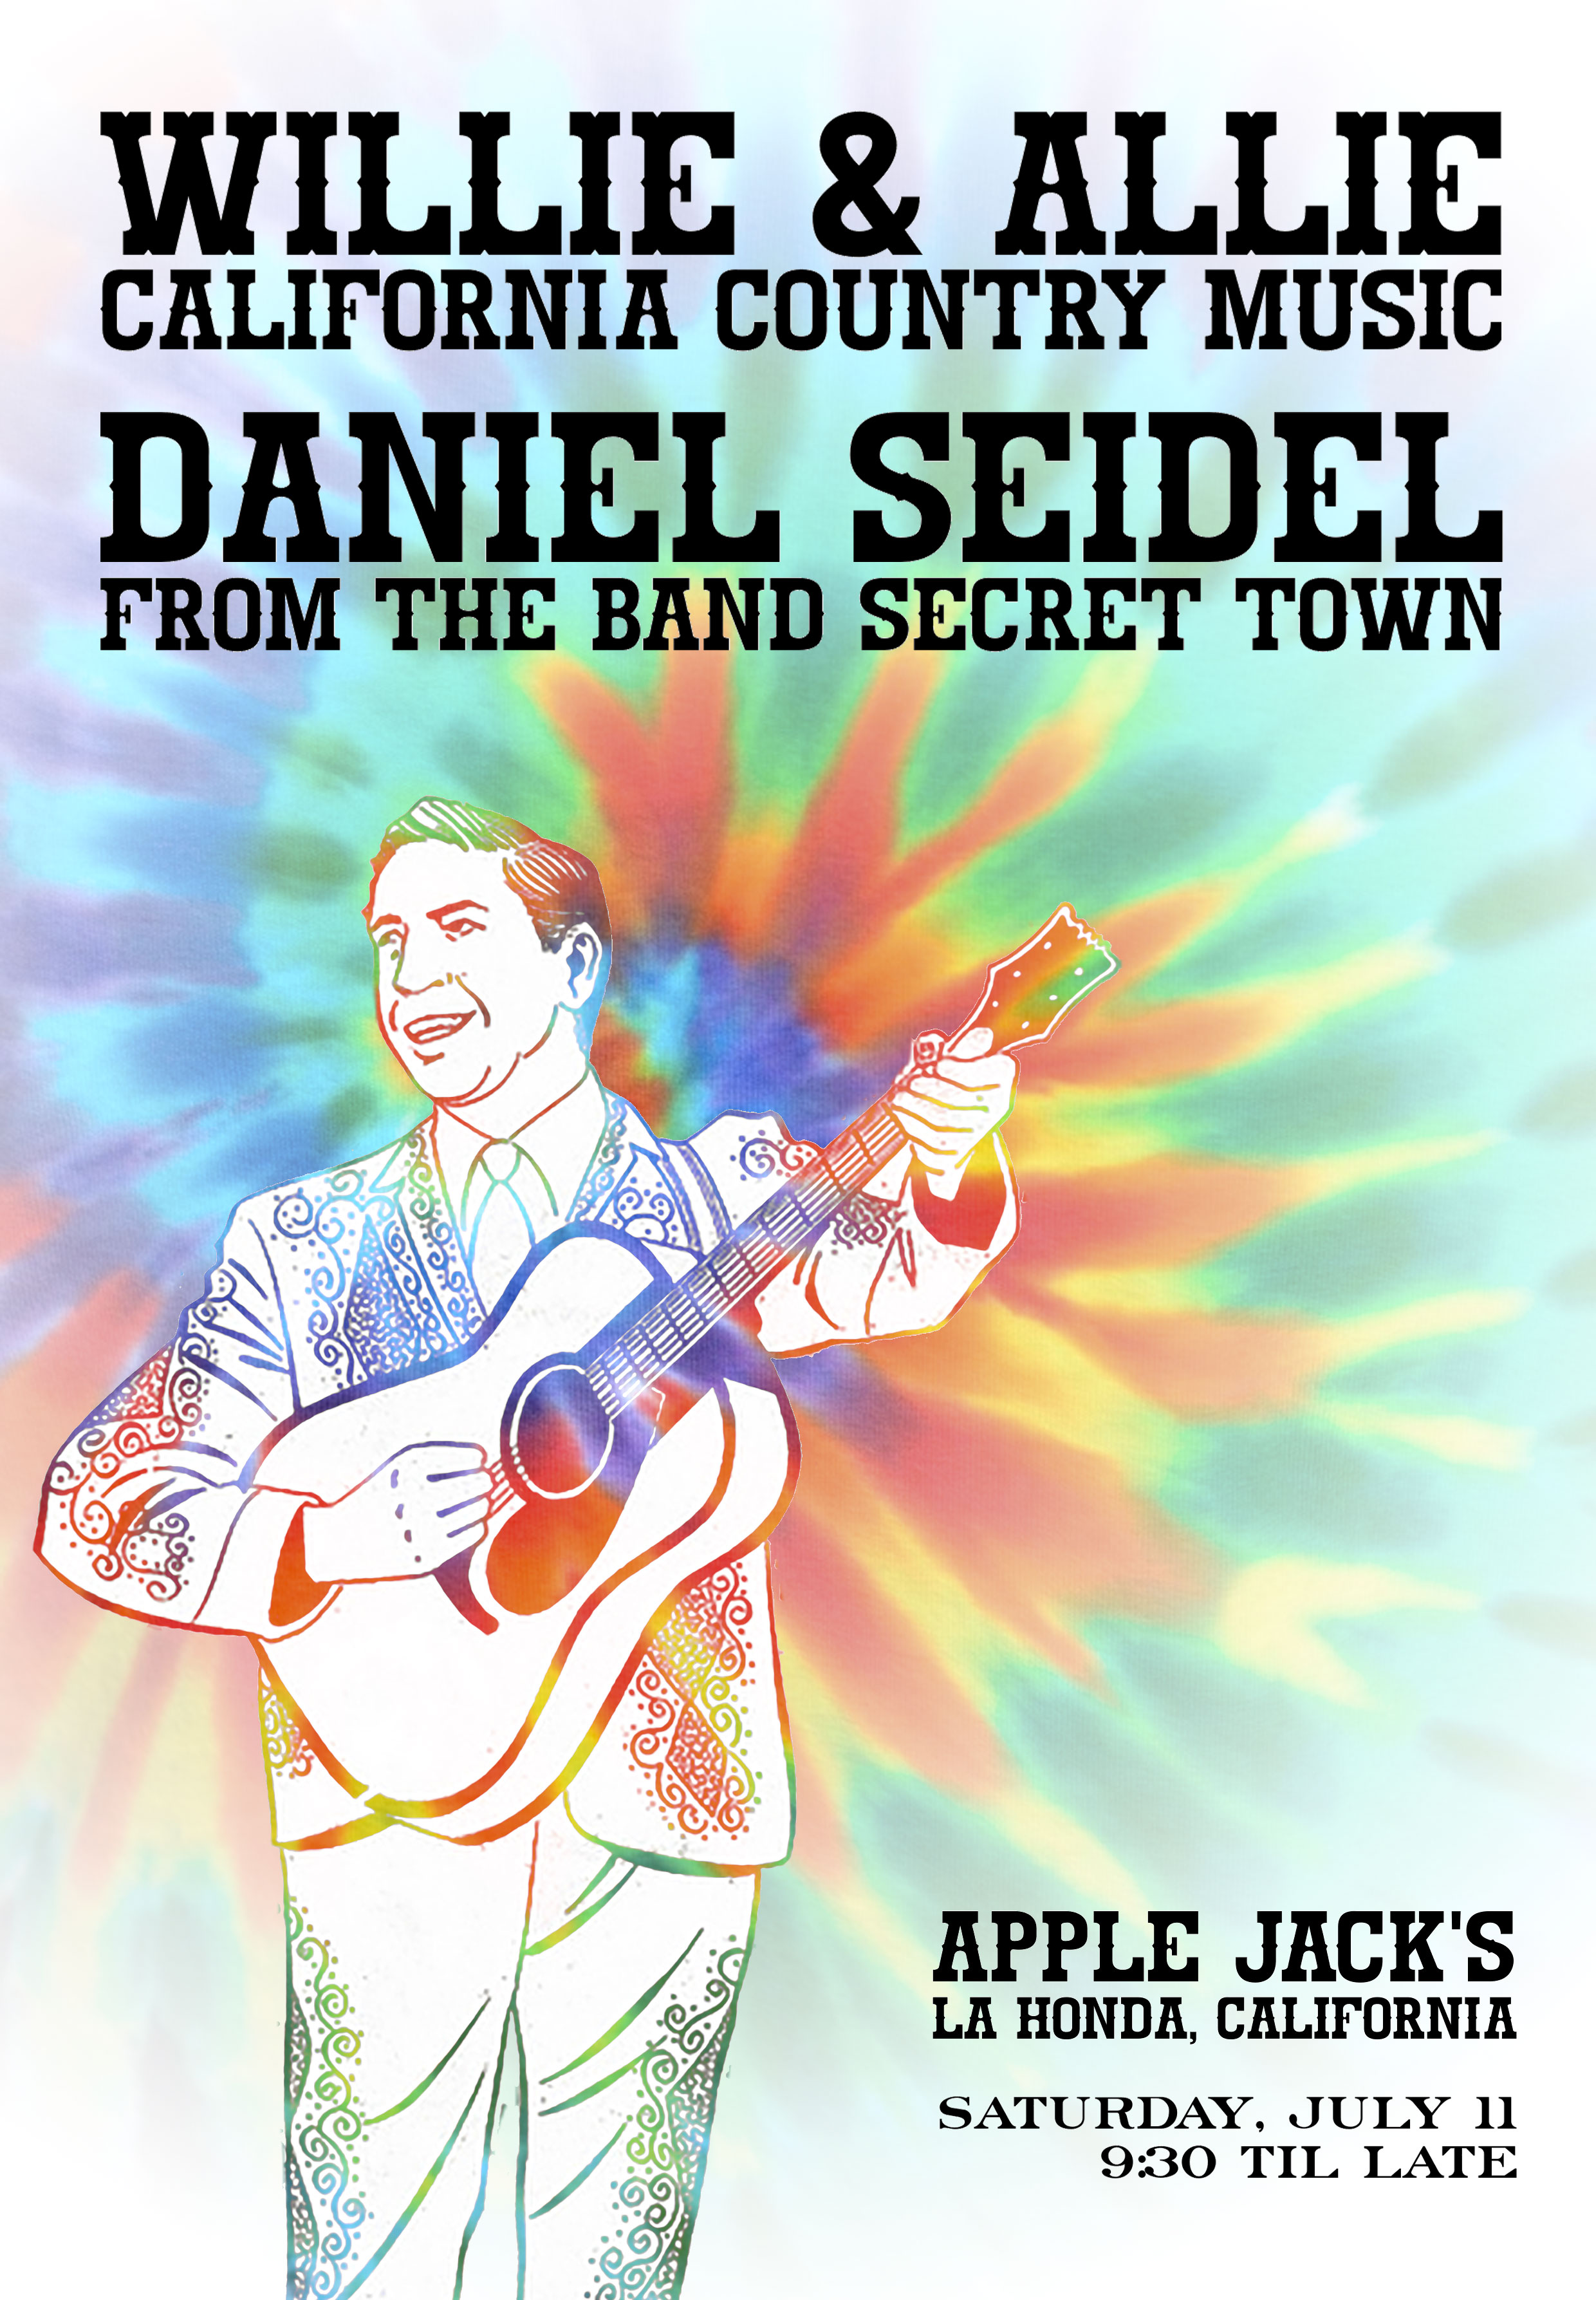 WILLIE & ALLIE
CALIFORNIA COUNTRY MUSIC
DANIEL SEIDEL
FROM THE BAND SECRET TOWN
APPLE JACK'S
LA HONDA, CALIFORNIA
SATURDAY, JULY 11
9:30 TIL LATE